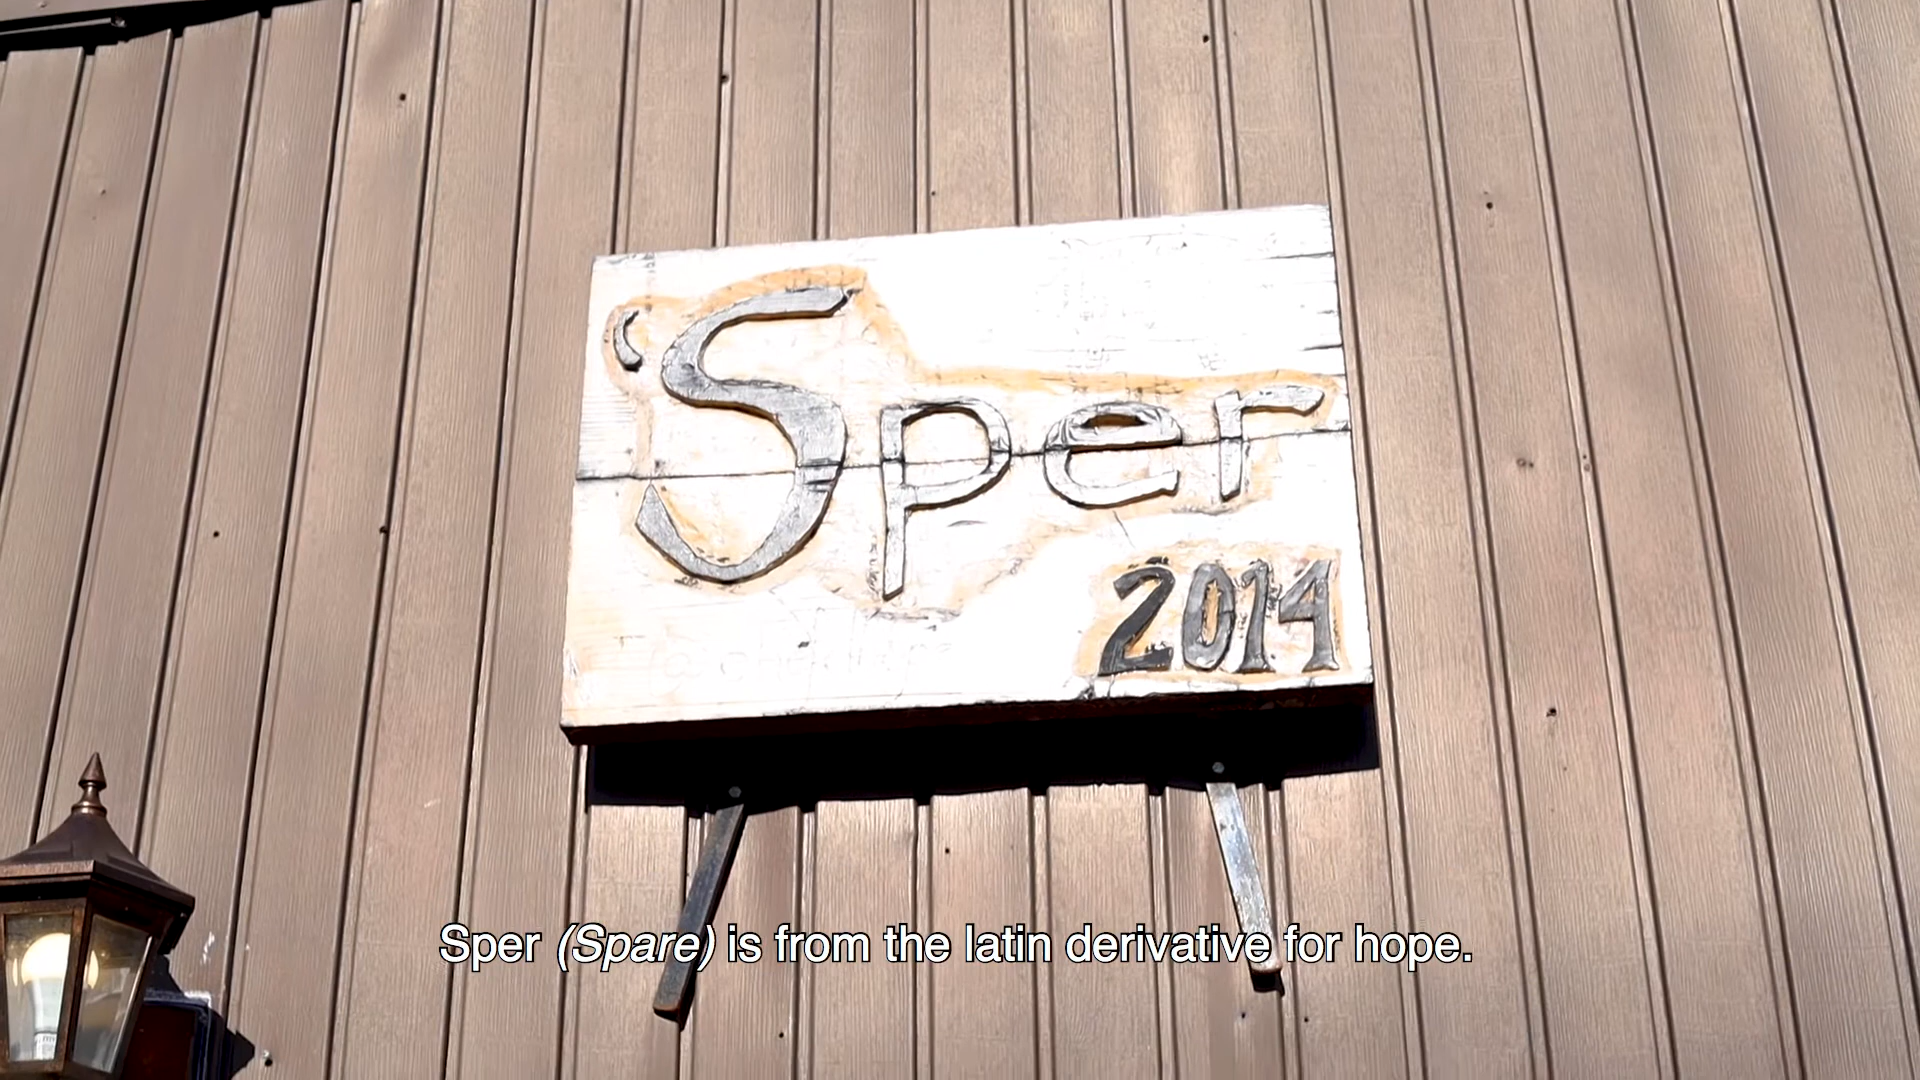 'Sper
2014
Sper (Spare) is from the latin derivative for hope.